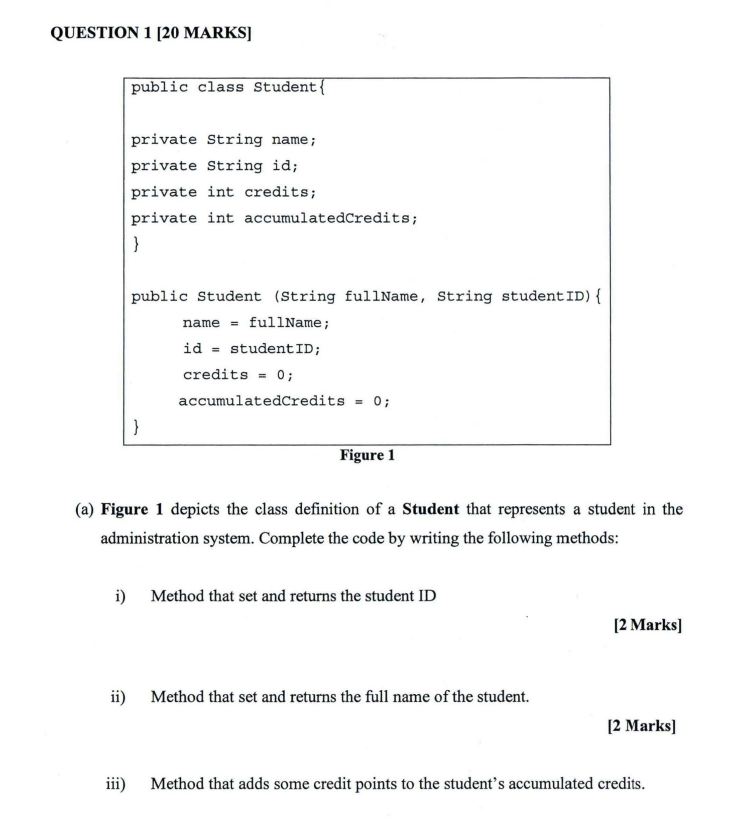 QUESTION 1 [20 MARKS]
public class Student{
private String name;
private String id;
private int credits;
private int accumulatedCredits;
}
public Student (String fullName, String studentID){
name = fullName;
id = studentID;
credits = 0;
accumulatedCredits = 0;
}
Figure 1
(a) Figure 1 depicts the class definition of a Student that represents a student in the
administration system. Complete the code by writing the following methods:
i) Method that set and returns the student ID
[2 Marks]
ii) Method that set and returns the full name of the student.
[2 Marks]
iii) Method that adds some credit points to the student's accumulated credits.